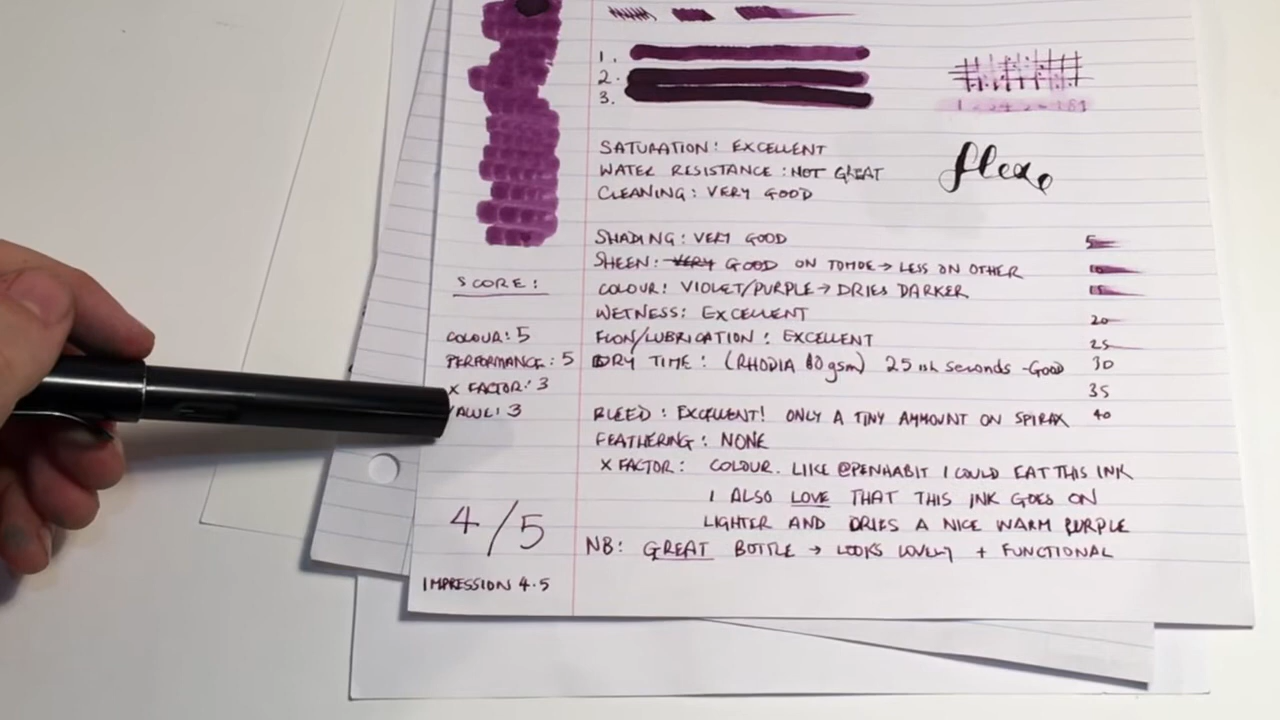 1.
2.
3.
SATURATION: EXCELLENT
WATER RESISTANCE: NOT GREAT
CLEANING: VERY GOOD
flex
SHADING: VERY GOOD
SHEEN: VERY GOOD ON TOMOE → LESS ON OTHER
COLOUR: VIOLET/PURPLE → DRIES DARKER
WETNESS: EXCELLENT
FLOW/LUBRICATION: EXCELLENT
DRY TIME: (RHODIA 80gsm) 25 ish seconds - Good
BLEED: EXCELLENT! ONLY A TINY AMMOUNT ON SPIRAX
FEATHERING: NONE
X FACTOR: COLOUR. LIKE @PENHABIT I COULD EAT THIS INK
I ALSO LOVE THAT THIS INK GOES ON
LIGHTER AND DRIES A NICE WARM PURPLE
NB: GREAT BOTTLE → LOOKS LOVELY + FUNCTIONAL
5
10
15
20
25
30
35
40
SCORE:
COLOUR: 5
PERFORMANCE: 5
X FACTOR: 3
VALUE: 3
4/5
IMPRESSION 4.5